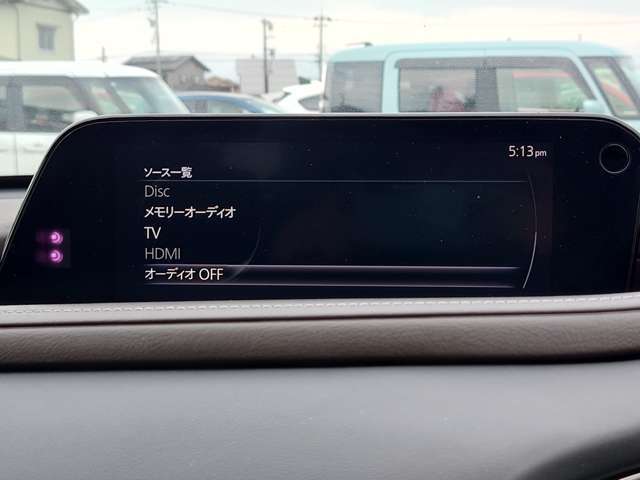 5:13pm
ソース一覧
Disc
メモリーオーディオ
TV
HDMI
オーディオ OFF